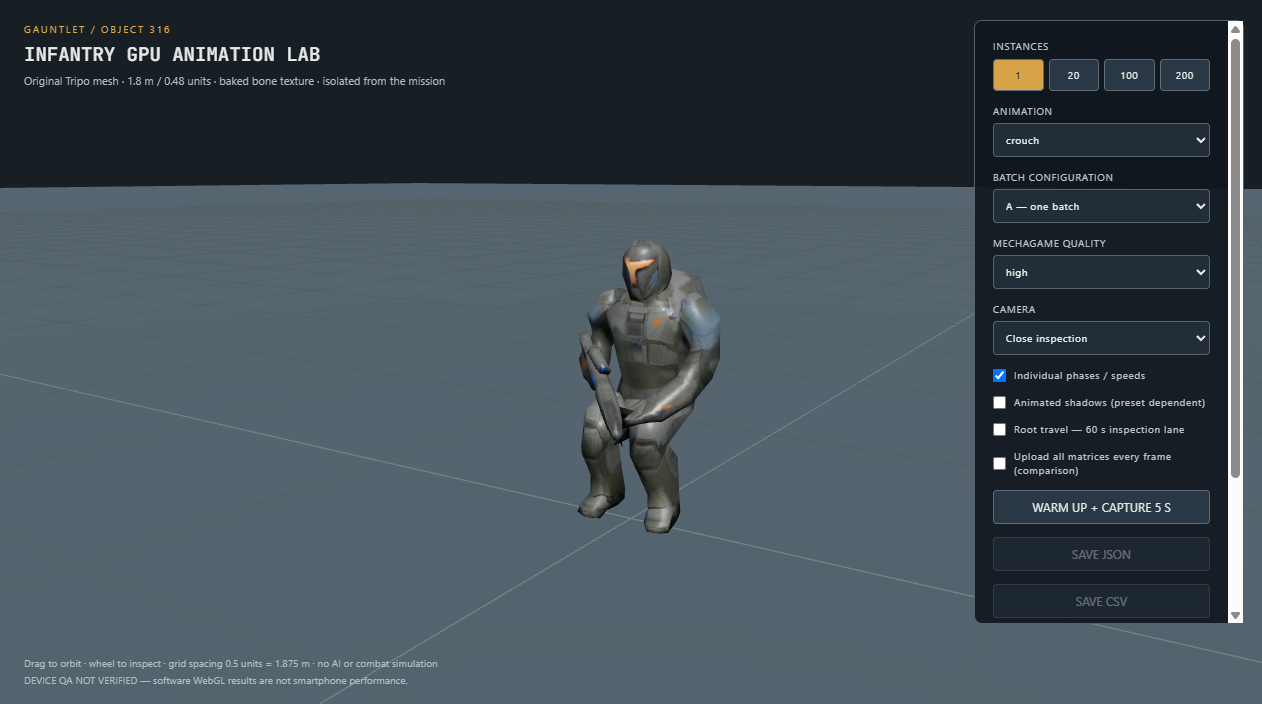 GAUNTLET / OBJECT 316
INFANTRY GPU ANIMATION LAB
Original Tripo mesh · 1.8 m / 0.48 units · baked bone texture · isolated from the mission
INSTANCES
1 20 100 200
ANIMATION
crouch
BATCH CONFIGURATION
A — one batch
MECHAGAME QUALITY
high
CAMERA
Close inspection
Individual phases / speeds
Animated shadows (preset dependent)
Root travel — 60 s inspection lane
Upload all matrices every frame
(comparison)
WARM UP + CAPTURE 5 S
SAVE JSON
SAVE CSV
Drag to orbit · wheel to inspect · grid spacing 0.5 units = 1.875 m · no AI or combat simulation
DEVICE QA NOT VERIFIED — software WebGL results are not smartphone performance.